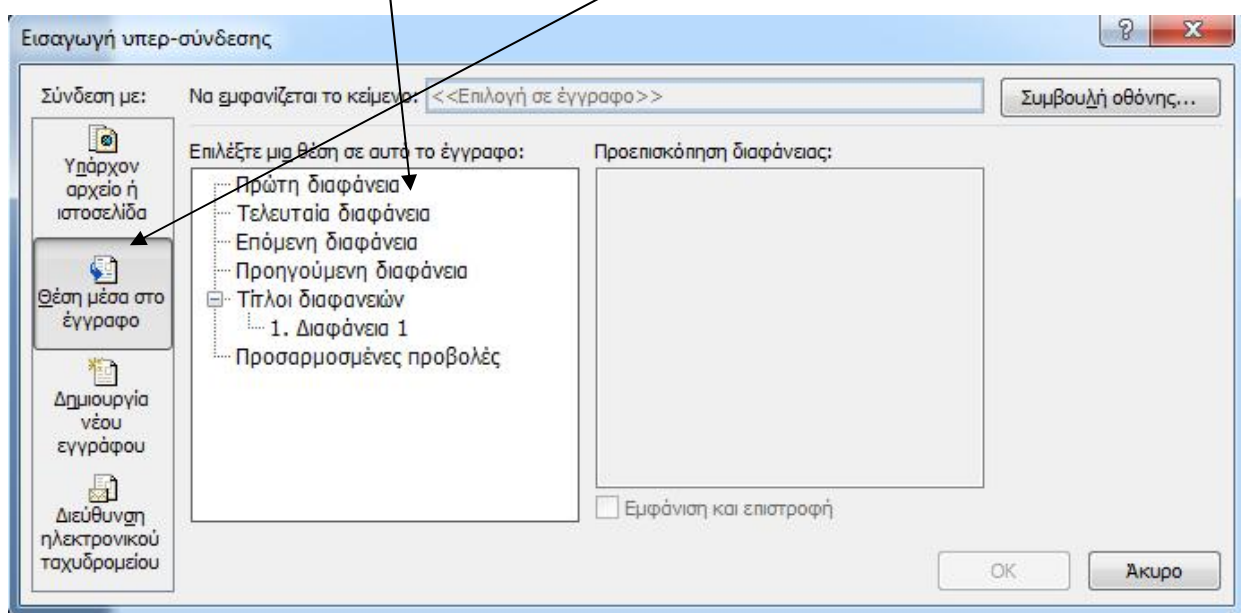 Εισαγωγή υπερ-σύνδεσης
Σύνδεση με:
Να εμφανίζεται το κείμενο: <<Επιλογή σε έγγραφο>>
Συμβουλή οθόνης...
Υπάρχον
αρχείο ή
ιστοσελίδα
Θέση μέσα στο
έγγραφο
Δημιουργία
νέου
εγγράφου
Διεύθυνση
ηλεκτρονικού
ταχυδρομείου
Επιλέξτε μια θέση σε αυτό το έγγραφο:
Πρώτη διαφάνεια
Τελευταία διαφάνεια
Επόμενη διαφάνεια
Προηγούμενη διαφάνεια
Τίτλοι διαφανειών
1. Διαφάνεια 1
Προσαρμοσμένες προβολές
Προεπισκόπηση διαφάνειας:
Εμφάνιση και επιστροφή
OK
Άκυρο